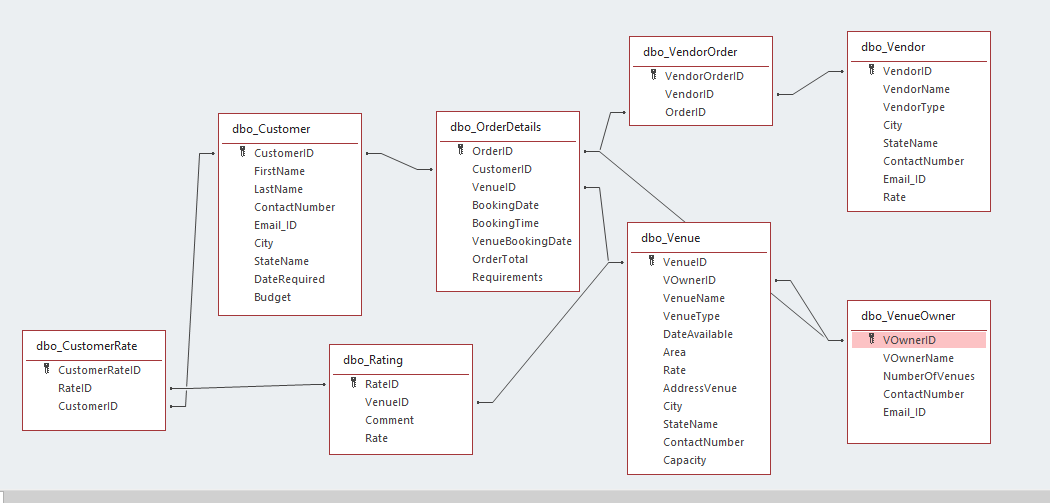 dbo_VendorOrder
VendorOrderID
VendorID
OrderID
dbo_Vendor
VendorID
VendorName
VendorType
City
StateName
ContactNumber
Email_ID
Rate
dbo_Customer
CustomerID
FirstName
LastName
ContactNumber
Email_ID
City
StateName
DateRequired
Budget
dbo_OrderDetails
OrderID
CustomerID
VenueID
BookingDate
BookingTime
VenueBookingDate
OrderTotal
Requirements
dbo_Venue
VenueID
VOwnerID
VenueName
VenueType
DateAvailable
Area
Rate
AddressVenue
City
StateName
ContactNumber
Capacity
dbo_VenueOwner
VOwnerID
VOwnerName
NumberOfVenues
ContactNumber
Email_ID
dbo_CustomerRate
CustomerRateID
RateID
CustomerID
dbo_Rating
RateID
VenueID
Comment
Rate